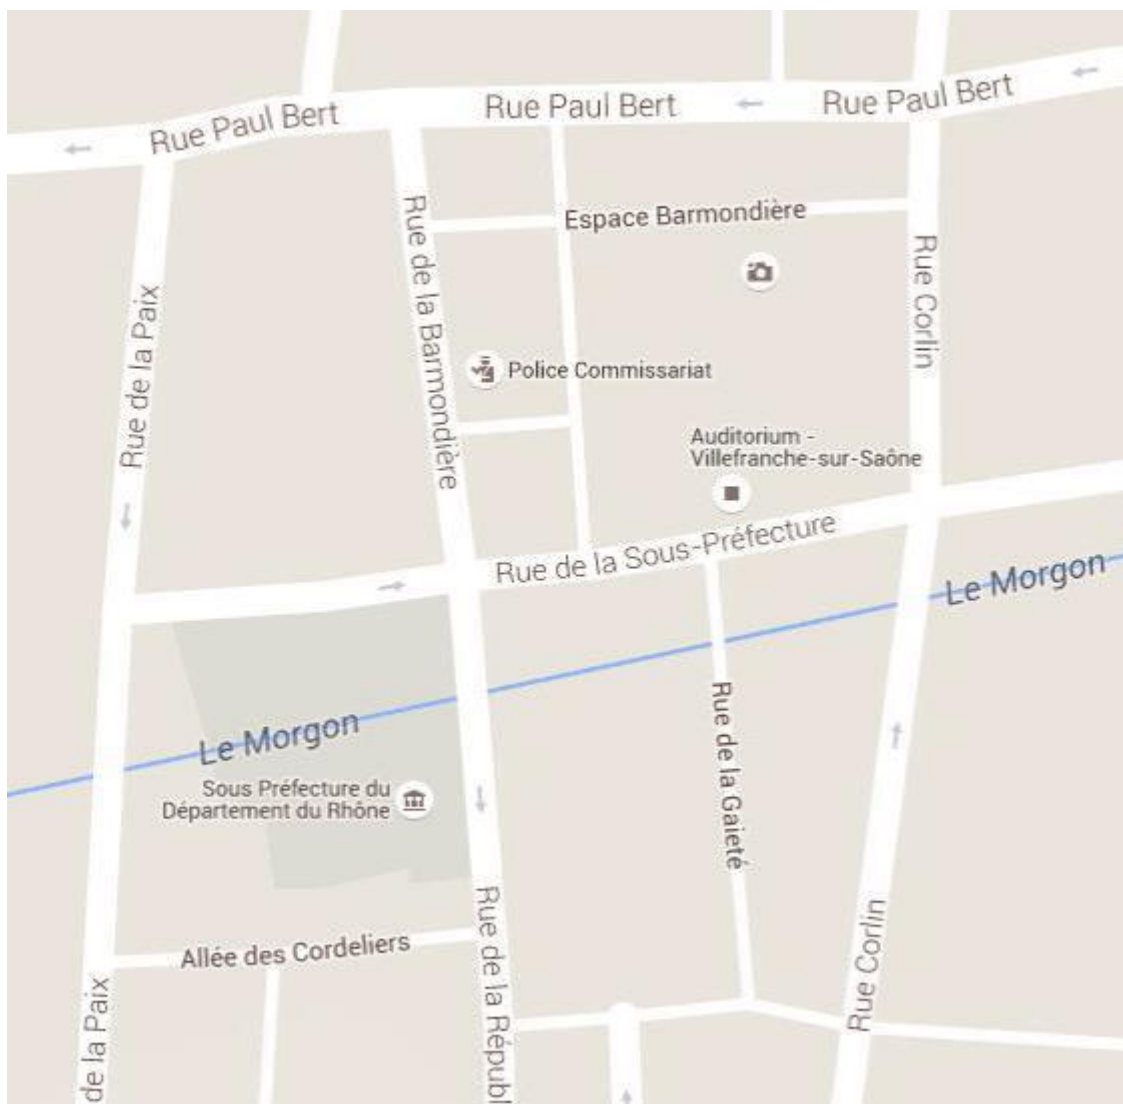 Rue Paul Bert
Rue Paul Bert
Rue Paul Bert
Espace Barmondière
Rue de la Barmondière
Rue Corlin
Rue de la Paix
Police Commissariat
Auditorium -
Villefranche-sur-Saône
Rue de la Sous-Préfecture
Le Morgon
Le Morgon
Rue de la Gaieté
Sous Préfecture du
Département du Rhône
Rue Corlin
Allée des Cordeliers
Rue de la Républ
de la Paix